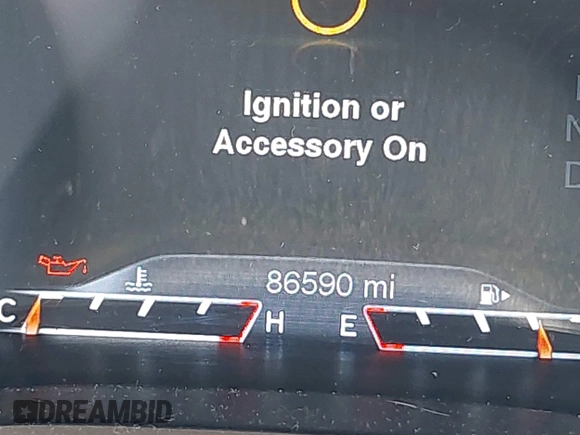 Ignition or
Accessory On
N
D
86590 mi
C H E
DREAMBID